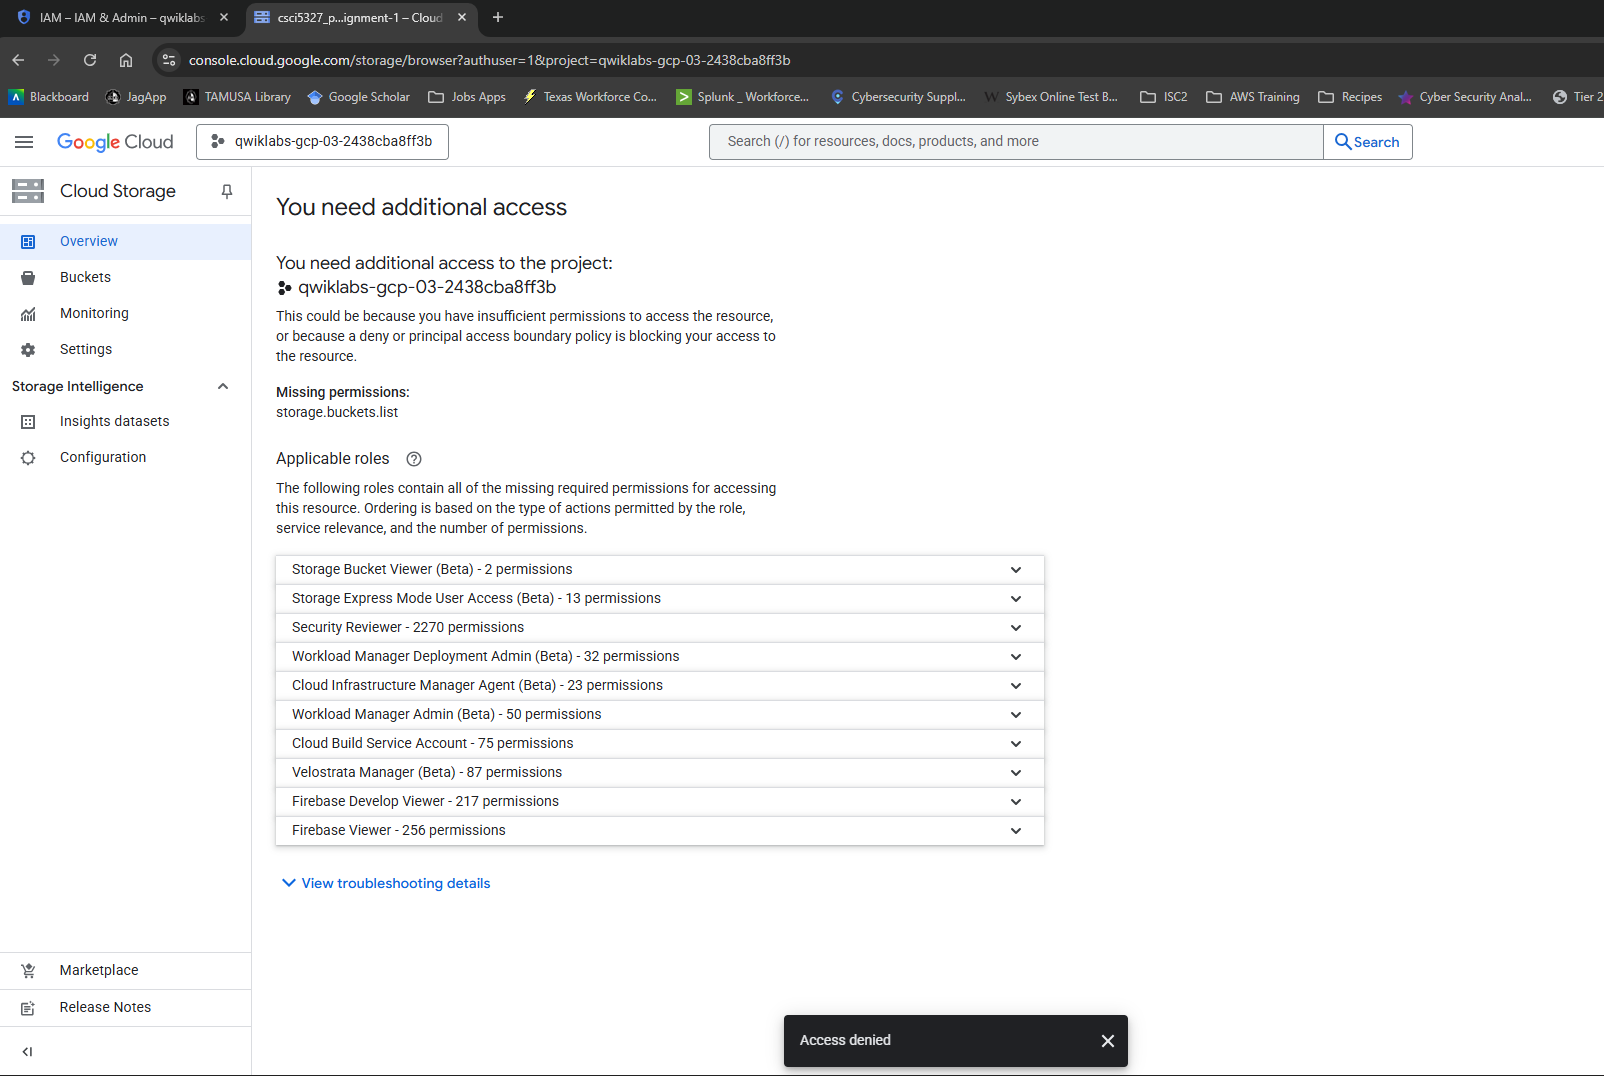 IAM – IAM & Admin – qwiklabs
csci5327_p...ignment-1 – Cloud
console.cloud.google.com/storage/browser?authuser=1&project=qwiklabs-gcp-03-2438cba8ff3b
Blackboard
JagApp
TAMUSA Library
Google Scholar
Jobs Apps
Texas Workforce Co...
Splunk _ Workforce...
Cybersecurity Suppl...
Sybex Online Test B...
ISC2
AWS Training
Recipes
Cyber Security Anal...
Tier 2
Google Cloud
qwiklabs-gcp-03-2438cba8ff3b
Search (/) for resources, docs, products, and more
Search
Cloud Storage
Overview
Buckets
Monitoring
Settings
Storage Intelligence
Insights datasets
Configuration
Marketplace
Release Notes
You need additional access
You need additional access to the project:
qwiklabs-gcp-03-2438cba8ff3b
This could be because you have insufficient permissions to access the resource,
or because a deny or principal access boundary policy is blocking your access to
the resource.
Missing permissions:
storage.buckets.list
Applicable roles
The following roles contain all of the missing required permissions for accessing
this resource. Ordering is based on the type of actions permitted by the role,
service relevance, and the number of permissions.
Storage Bucket Viewer (Beta) - 2 permissions
Storage Express Mode User Access (Beta) - 13 permissions
Security Reviewer - 2270 permissions
Workload Manager Deployment Admin (Beta) - 32 permissions
Cloud Infrastructure Manager Agent (Beta) - 23 permissions
Workload Manager Admin (Beta) - 50 permissions
Cloud Build Service Account - 75 permissions
Velostrata Manager (Beta) - 87 permissions
Firebase Develop Viewer - 217 permissions
Firebase Viewer - 256 permissions
View troubleshooting details
Access denied